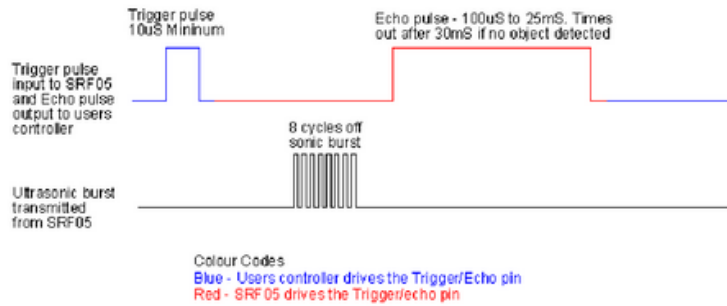 Trigger pulse
10uS Mininum
Echo pulse - 100uS to 25mS. Times
out after 30mS if no object detected
Trigger pulse
input to SRF05
and Echo pulse
output to users
controller
8 cycles off
sonic burst
Ultrasonic burst
transmitted
from SRF05
Colour Codes
Blue - Users controller drives the Trigger/Echo pin
Red - SRF05 drives the Trigger/echo pin